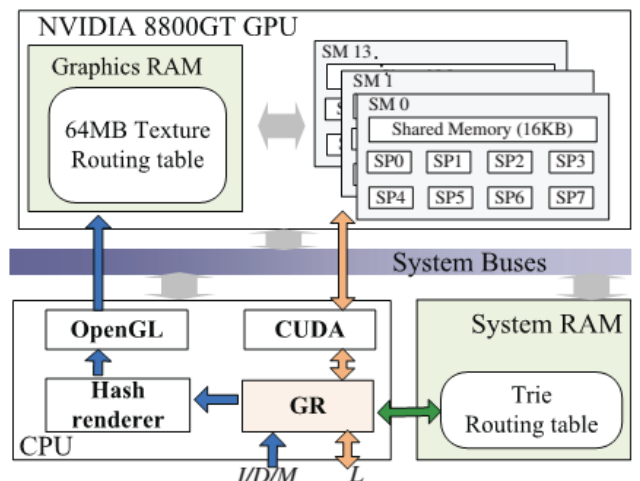 NVIDIA 8800GT GPU
Graphics RAM
64MB Texture
Routing table
SM 13
SM 1
SM 0
Shared Memory (16KB)
SP0 SP1 SP2 SP3
SP4 SP5 SP6 SP7
System Buses
OpenGL
CUDA
System RAM
Hash
renderer
GR
Trie
Routing table
CPU
I/D/M
L